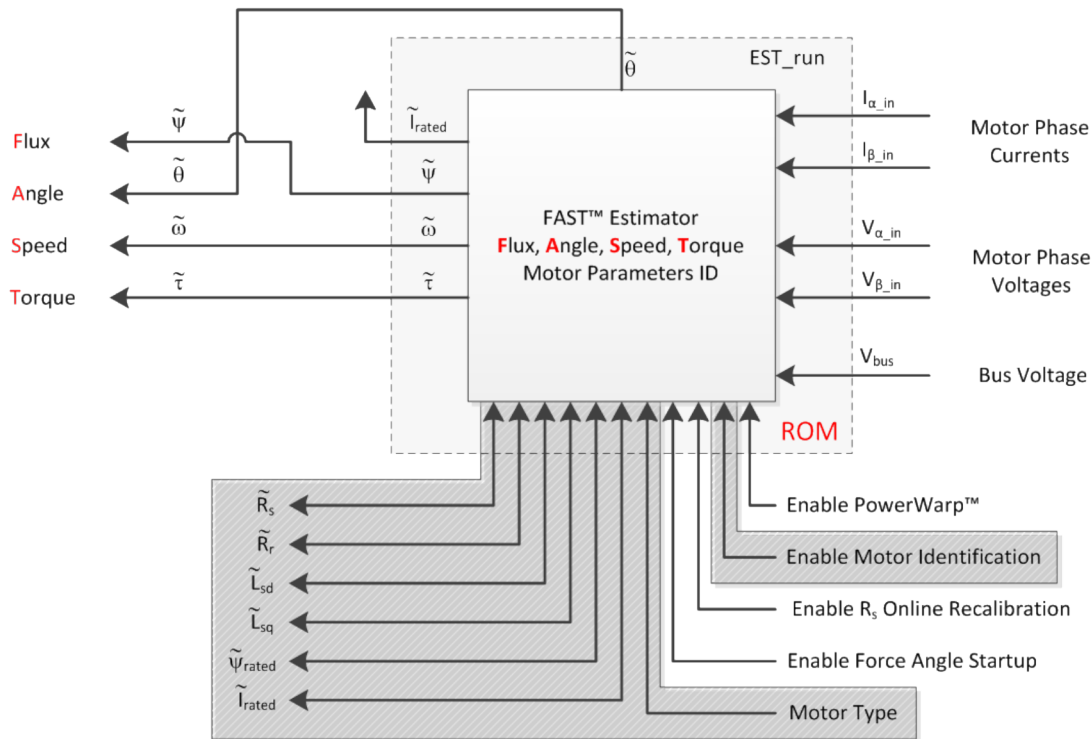 θ̃
EST_run
Ĩrated
ψ̃
Flux
θ̃
Angle
ω̃
Speed
τ̃
Torque
ψ̃
ω̃
τ̃
FAST™ Estimator
Flux, Angle, Speed, Torque
Motor Parameters ID
Iα_in
Iβ_in
Motor Phase
Currents
Vα_in
Vβ_in
Motor Phase
Voltages
Vbus
Bus Voltage
ROM
R̃s
R̃r
L̃sd
L̃sq
ψ̃rated
Ĩrated
Enable PowerWarp™
Enable Motor Identification
Enable Rs Online Recalibration
Enable Force Angle Startup
Motor Type